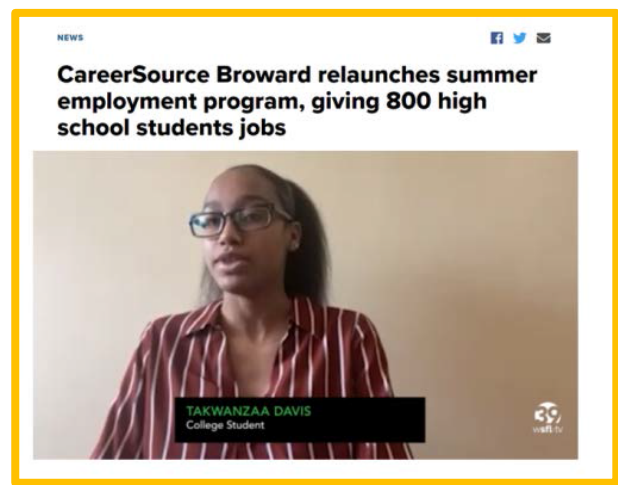 NEWS
CareerSource Broward relaunches summer
employment program, giving 800 high
school students jobs
TAKWANZAA DAVIS
College Student
39
wsfl-tv